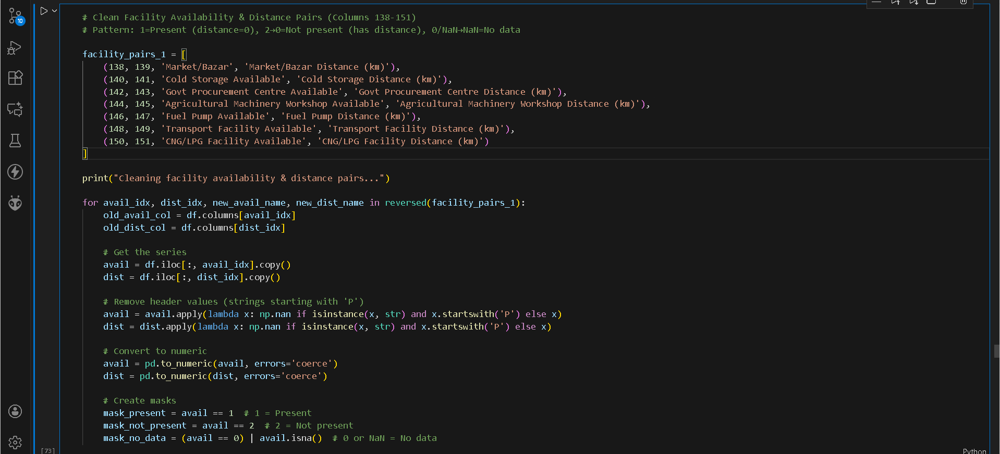 10
# Clean Facility Availability & Distance Pairs (Columns 138-151)
# Pattern: 1=Present (distance=0), 2→0=Not present (has distance), 0/NaN→NaN=No data
facility_pairs_1 = [
    (138, 139, 'Market/Bazar', 'Market/Bazar Distance (km)'),
    (140, 141, 'Cold Storage Available', 'Cold Storage Distance (km)'),
    (142, 143, 'Govt Procurement Centre Available', 'Govt Procurement Centre Distance (km)'),
    (144, 145, 'Agricultural Machinery Workshop Available', 'Agricultural Machinery Workshop Distance (km)'),
    (146, 147, 'Fuel Pump Available', 'Fuel Pump Distance (km)'),
    (148, 149, 'Transport Facility Available', 'Transport Facility Distance (km)'),
    (150, 151, 'CNG/LPG Facility Available', 'CNG/LPG Facility Distance (km)')
]
print("Cleaning facility availability & distance pairs...")
for avail_idx, dist_idx, new_avail_name, new_dist_name in reversed(facility_pairs_1):
    old_avail_col = df.columns[avail_idx]
    old_dist_col = df.columns[dist_idx]
    # Get the series
    avail = df.iloc[:, avail_idx].copy()
    dist = df.iloc[:, dist_idx].copy()
    # Remove header values (strings starting with 'P')
    avail = avail.apply(lambda x: np.nan if isinstance(x, str) and x.startswith('P') else x)
    dist = dist.apply(lambda x: np.nan if isinstance(x, str) and x.startswith('P') else x)
    # Convert to numeric
    avail = pd.to_numeric(avail, errors='coerce')
    dist = pd.to_numeric(dist, errors='coerce')
    # Create masks
    mask_present = avail == 1  # 1 = Present
    mask_not_present = avail == 2  # 2 = Not present
    mask_no_data = (avail == 0) | avail.isna()  # 0 or NaN = No data
[73]
Python